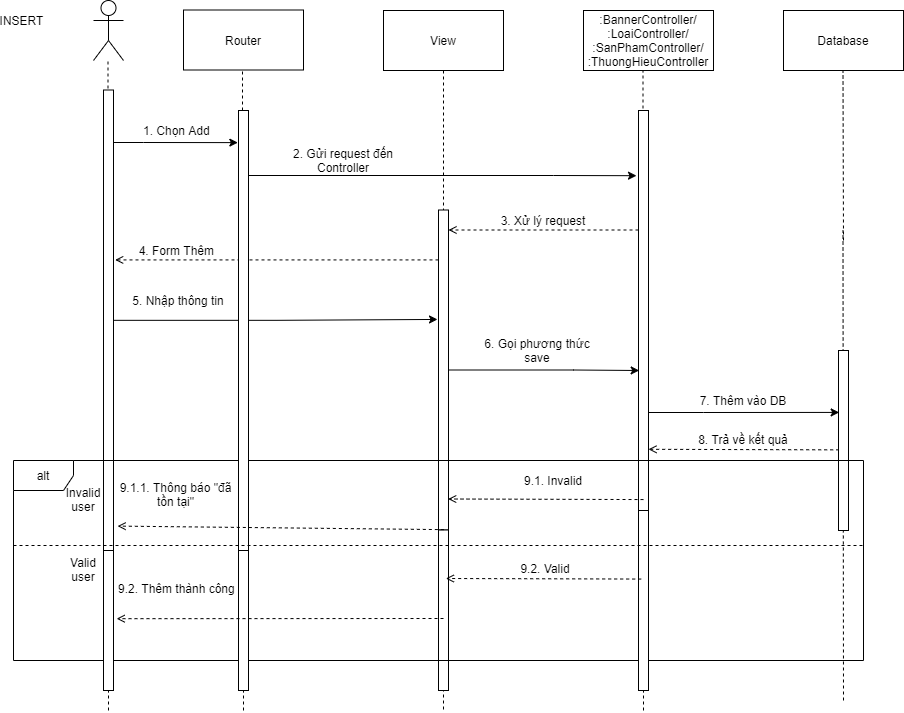 INSERT
Router
View
:BannerController/
:LoaiController/
:SanPhamController/
:ThuongHieuController
Database
1. Chọn Add
2. Gửi request đến
Controller
3. Xử lý request
4. Form Thêm
5. Nhập thông tin
6. Gọi phương thức
save
7. Thêm vào DB
8. Trả về kết quả
alt
Invalid
user
9.1.1. Thông báo "đã
tồn tại"
9.1. Invalid
Valid
user
9.2. Valid
9.2. Thêm thành công